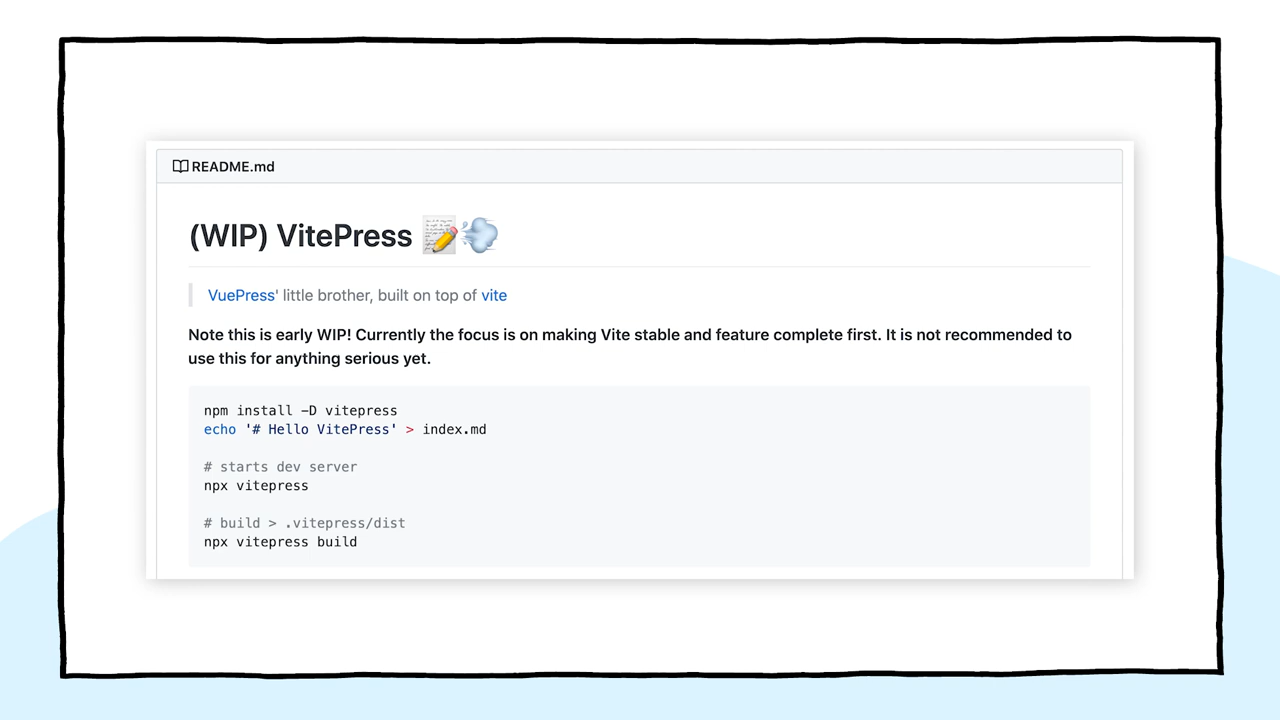 README.md
(WIP) VitePress 📝💨
VuePress' little brother, built on top of vite
Note this is early WIP! Currently the focus is on making Vite stable and feature complete first. It is not recommended to
use this for anything serious yet.
npm install -D vitepress
echo '# Hello VitePress' > index.md
# starts dev server
npx vitepress
# build > .vitepress/dist
npx vitepress build